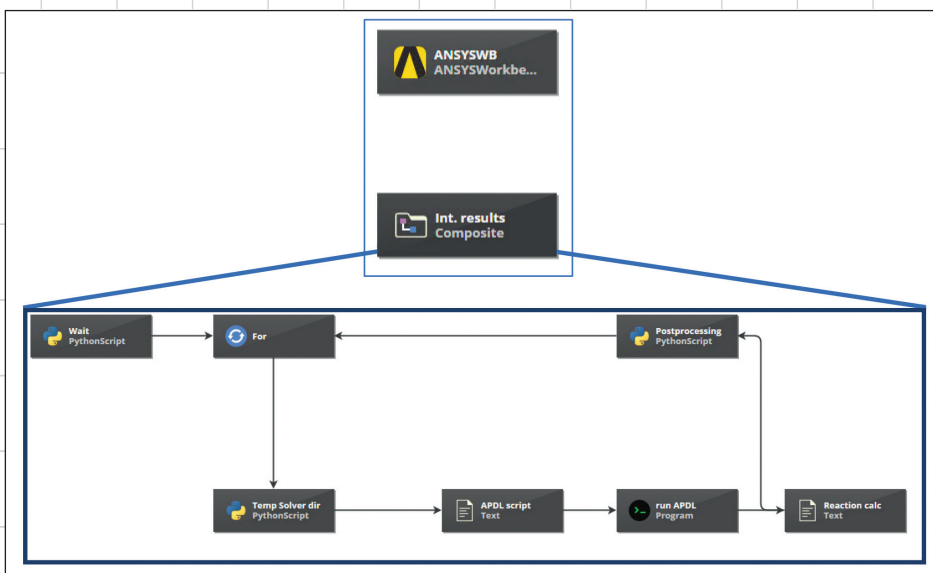 ANSYSWB
ANSYSWorkbe...
Int. results
Composite
Wait
PythonScript
For
Postprocessing
PythonScript
Temp Solver dir
PythonScript
APDL script
Text
run APDL
Program
Reaction calc
Text